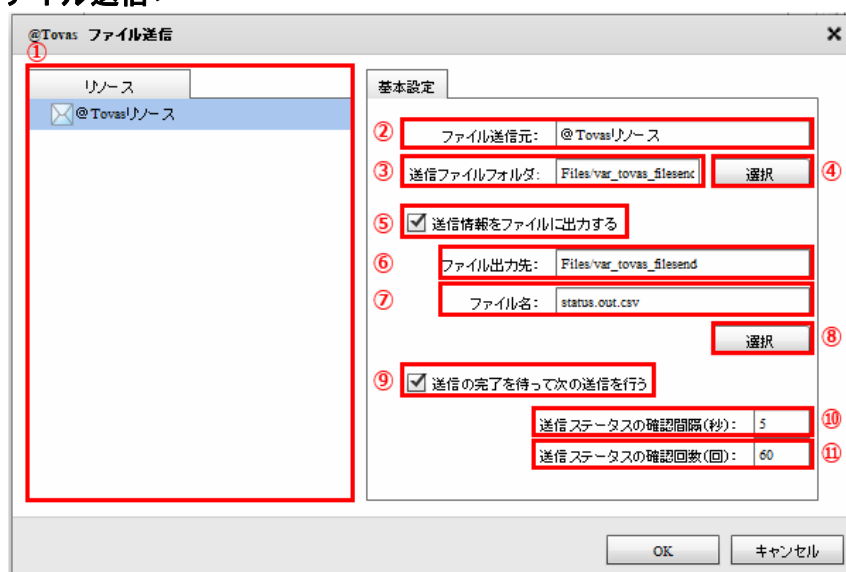 @Tovas ファイル送信
①
リソース
@Tovasリソース
基本設定
② ファイル送信元： @Tovasリソース
③ 送信ファイルフォルダ： Files/var_tovas_filesend 選択 ④
⑤ 送信情報をファイルに出力する
⑥ ファイル出力先： Files/var_tovas_filesend
⑦ ファイル名： status.out.csv
選択 ⑧
⑨ 送信の完了を待って次の送信を行う
送信ステータスの確認間隔(秒)： 5 ⑩
送信ステータスの確認回数(回)： 60 ⑪
OK キャンセル